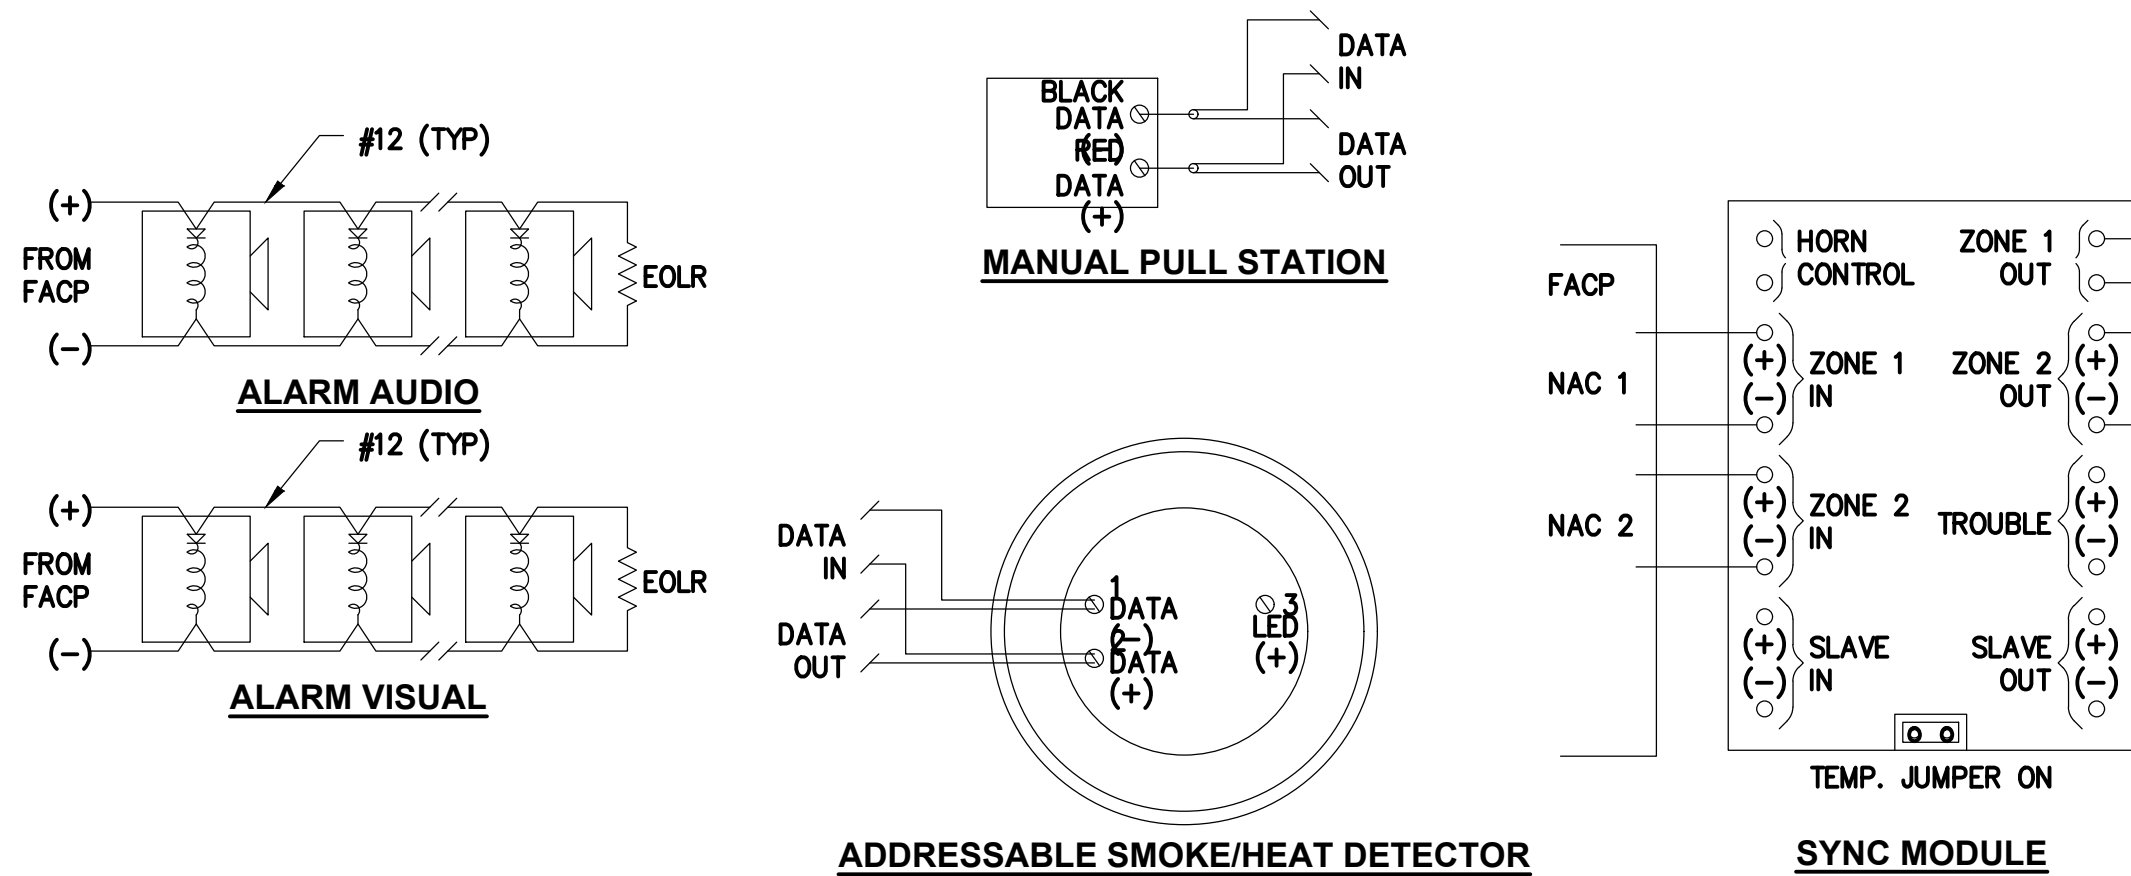 #12 (TYP)
(+)
FROM
FACP
(-)
EOLR
ALARM AUDIO
#12 (TYP)
(+)
FROM
FACP
(-)
EOLR
ALARM VISUAL
BLACK
DATA
(-)
RED
DATA
(+)
DATA
IN
DATA
OUT
MANUAL PULL STATION
DATA
IN
DATA
OUT
1
DATA
(-)
2
DATA
(+)
3
LED
(+)
ADDRESSABLE SMOKE/HEAT DETECTOR
FACP
NAC 1
NAC 2
HORN
CONTROL
(+)
(-)
ZONE 1
IN
(+)
(-)
ZONE 2
IN
(+)
(-)
SLAVE
IN
ZONE 1
OUT
ZONE 2
OUT
(+)
(-)
TROUBLE
(+)
(-)
SLAVE
OUT
(+)
(-)
TEMP. JUMPER ON
SYNC MODULE